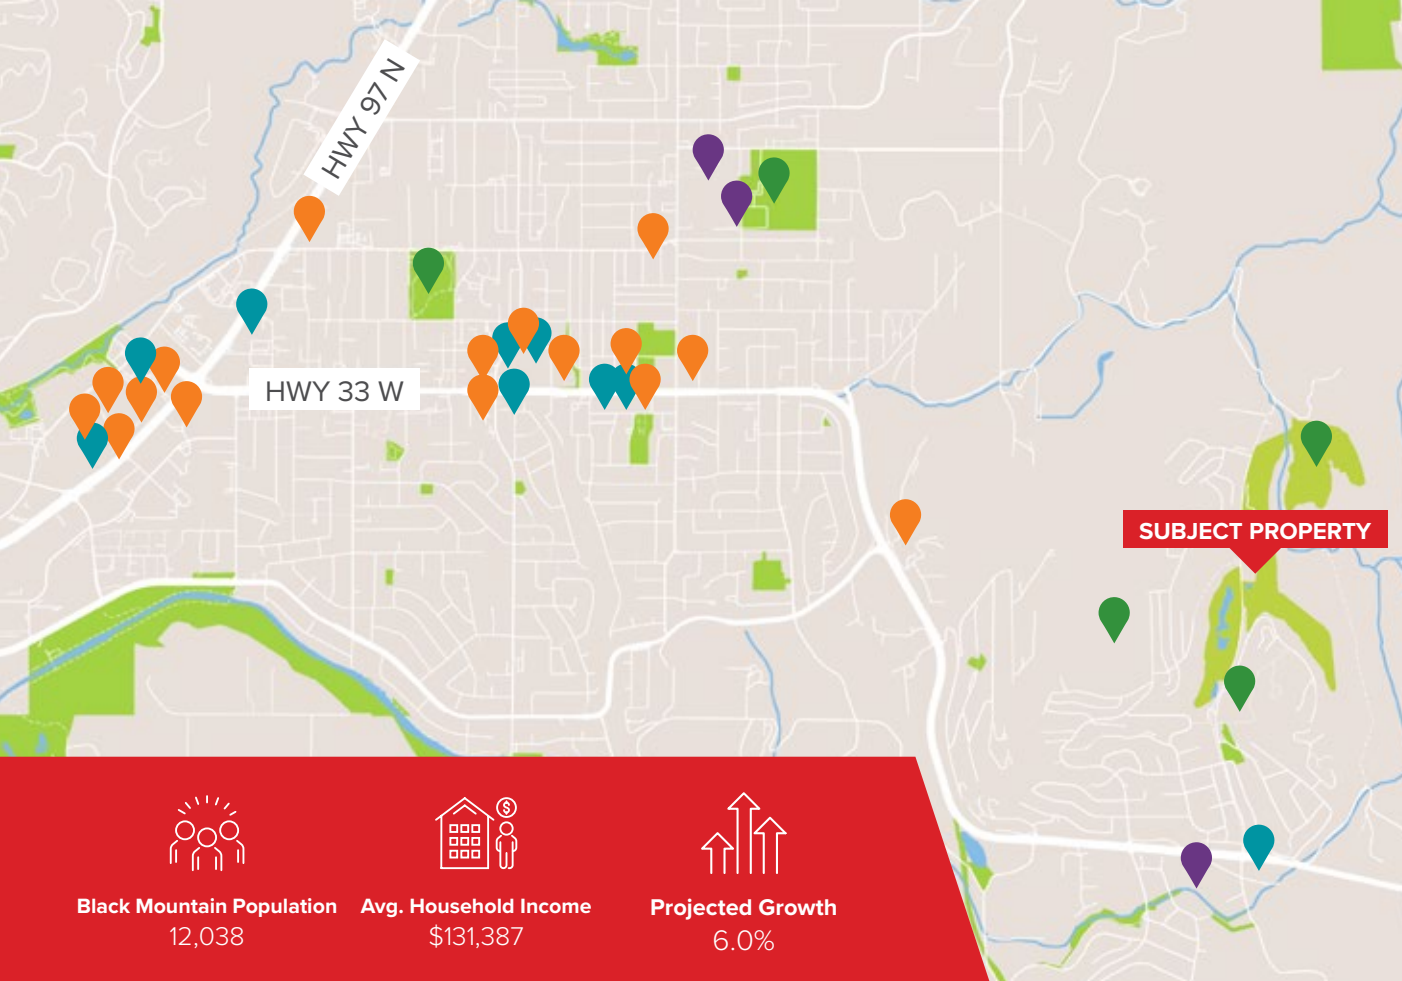 HWY 97 N
HWY 33 W
SUBJECT PROPERTY
$
Black Mountain Population
12,038
Avg. Household Income
$131,387
Projected Growth
6.0%